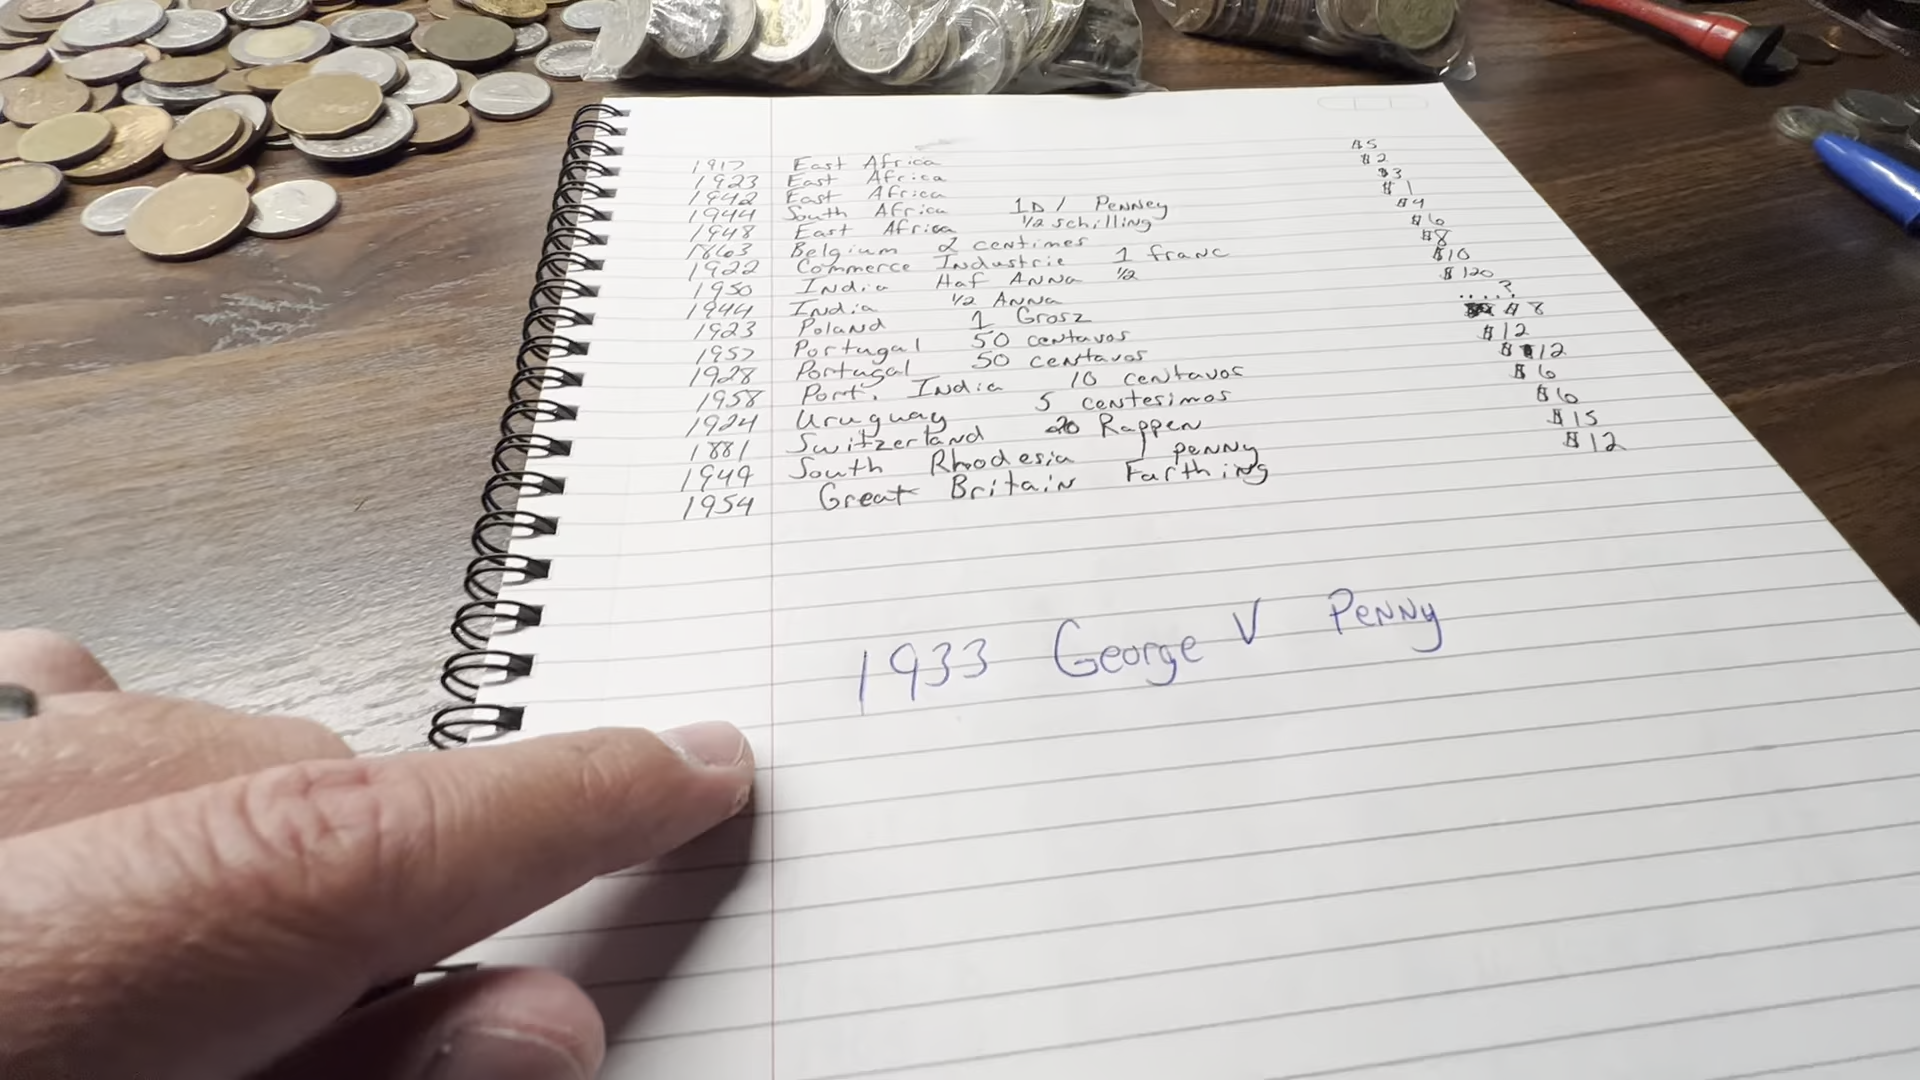 1917 East Africa $5
1923 East Africa $2
1942 East Africa $3
1944 South Africa 1D / Penney $1
1948 East Africa 1/2 schilling $4
1863 Belgium 2 centimes $6
1922 Commerce Industrie 1 franc $8
1950 India Haf Anna 1/2 $10
1944 India 1/2 Anna $120
1923 Poland 1 Grosz .....?
1957 Portugal 50 centavos $8
1928 Portugal 50 centavos $12
1958 Port. India 10 centavos $12
1924 Uruguay 5 centesimos $6
1881 Switzerland 20 Rappen $6
1949 South Rhodesia 1 penny $15
1954 Great Britain Farthing $12
1933 George V Penny